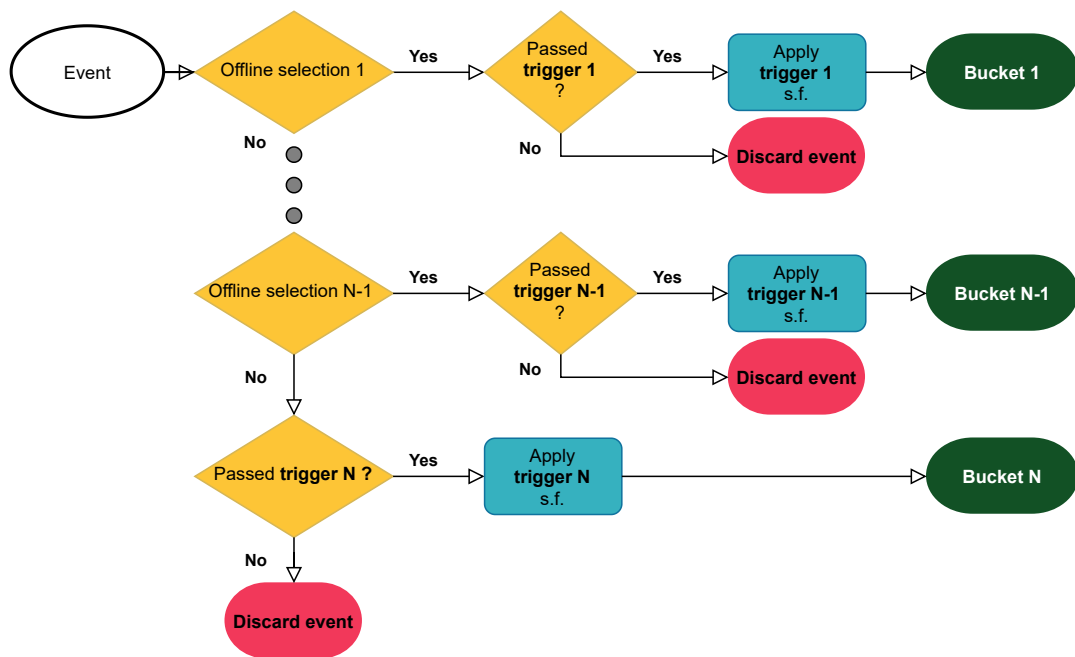 Event
Offline selection 1
Yes
Passed
trigger 1
?
Yes
Apply
trigger 1
s.f.
Bucket 1
No
No
Discard event
Offline selection N-1
Yes
Passed
trigger N-1
?
Yes
Apply
trigger N-1
s.f.
Bucket N-1
No
No
Discard event
Passed trigger N ?
Yes
Apply
trigger N
s.f.
Bucket N
No
Discard event